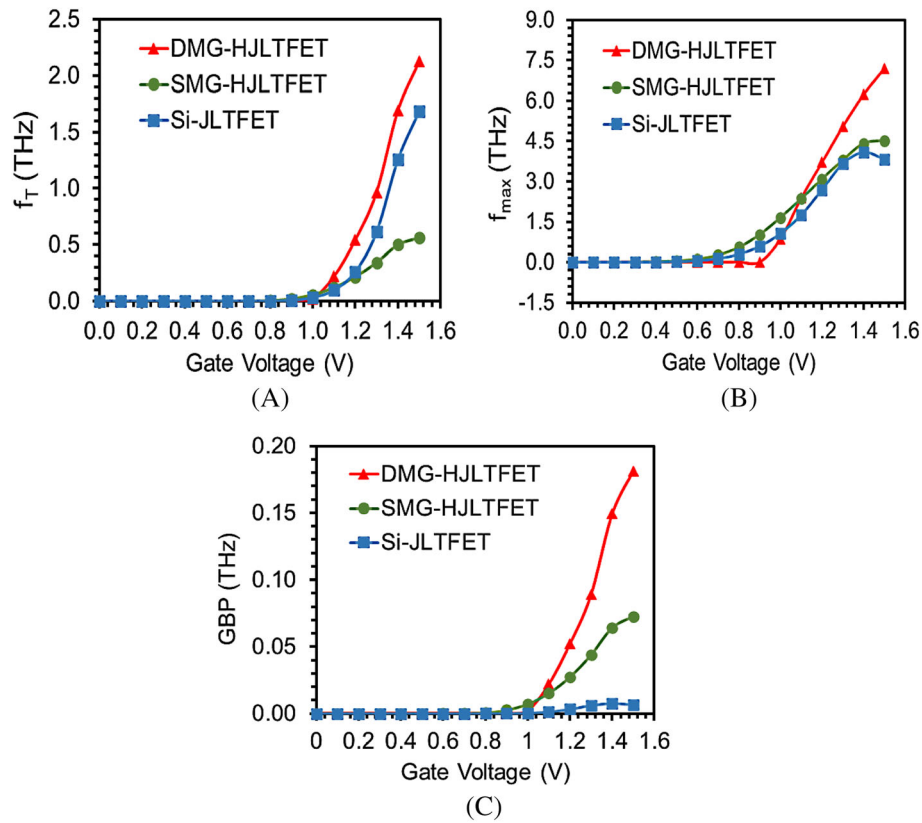 2.5
2.0
1.5
1.0
0.5
0.0
f_T (THz)
DMG-HJLTFET
SMG-HJLTFET
Si-JLTFET
0.0 0.2 0.4 0.6 0.8 1.0 1.2 1.4 1.6
Gate Voltage (V)
(A)
9.0
7.5
6.0
4.5
3.0
1.5
0.0
-1.5
f_max (THz)
DMG-HJLTFET
SMG-HJLTFET
Si-JLTFET
0.0 0.2 0.4 0.6 0.8 1.0 1.2 1.4 1.6
Gate Voltage (V)
(B)
0.20
0.15
0.10
0.05
0.00
GBP (THz)
DMG-HJLTFET
SMG-HJLTFET
Si-JLTFET
0 0.2 0.4 0.6 0.8 1 1.2 1.4 1.6
Gate Voltage (V)
(C)